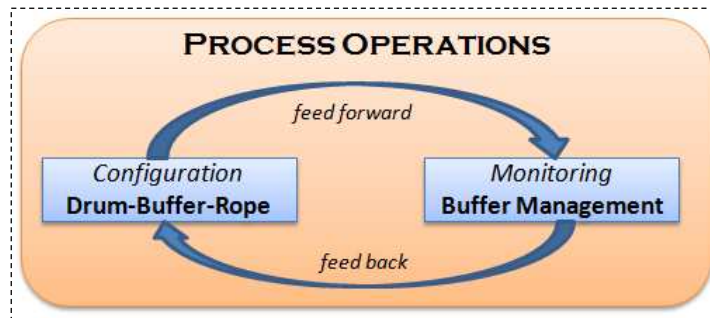 PROCESS OPERATIONS
feed forward
Configuration
Drum-Buffer-Rope
Monitoring
Buffer Management
feed back